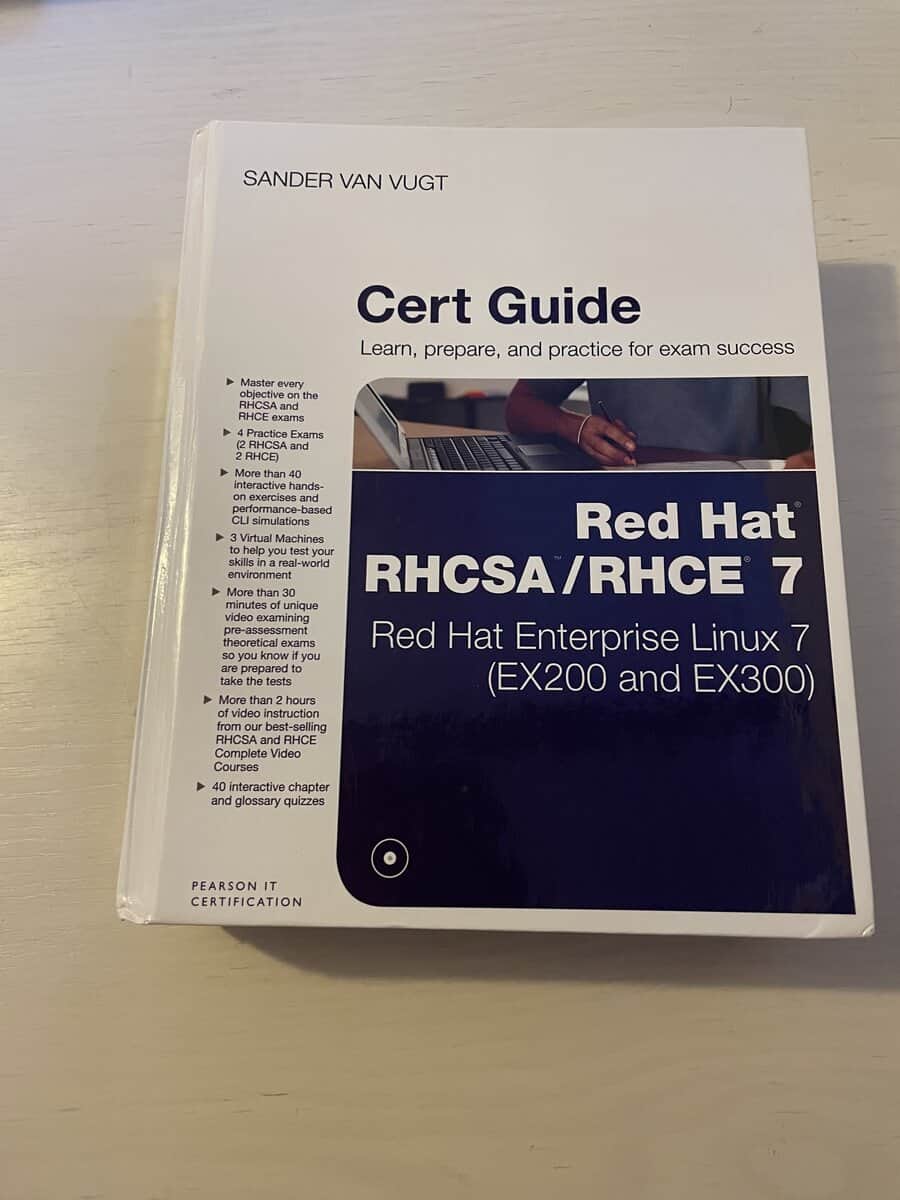 SANDER VAN VUGT
Cert Guide
Learn, prepare, and practice for exam success
▶ Master every
objective on the
RHCSA and
RHCE exams
▶ 4 Practice Exams
(2 RHCSA and
2 RHCE)
▶ More than 40
interactive hands-
on exercises and
performance-based
CLI simulations
▶ 3 Virtual Machines
to help you test your
skills in a real-world
environment
▶ More than 30
minutes of unique
video examining
pre-assessment
theoretical exams
so you know if you
are prepared to
take the tests
▶ More than 2 hours
of video instruction
from our best-selling
RHCSA and RHCE
Complete Video
Courses
▶ 40 interactive chapter
and glossary quizzes
Red Hat®
RHCSA™/RHCE® 7
Red Hat Enterprise Linux 7
(EX200 and EX300)
PEARSON IT
CERTIFICATION